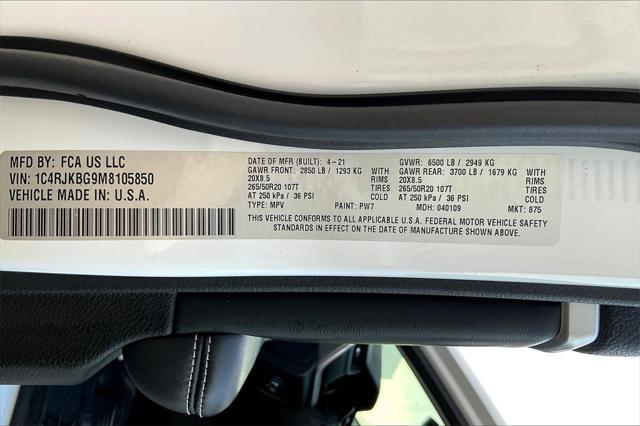 MFD BY: FCA US LLC
VIN: 1C4RJKBG9M8105850
VEHICLE MADE IN: U.S.A.
DATE OF MFR (BUILT): 4-21 GVWR: 6500 LB / 2949 KG
GAWR FRONT: 2850 LB / 1293 KG WITH GAWR REAR: 3700 LB / 1679 KG WITH
20X8.5 TIRES 20X8.5 TIRES
265/50R20 107T RIMS AT 265/50R20 107T
AT 250 kPa / 36 PSI COLD AT 250 kPa / 36 PSI COLD
TYPE: MPV PAINT: PW7 MDH: 040109 MKT: 875
THIS VEHICLE CONFORMS TO ALL APPLICABLE U.S.A. FEDERAL MOTOR VEHICLE SAFETY
STANDARDS IN EFFECT ON THE DATE OF MANUFACTURE SHOWN ABOVE.